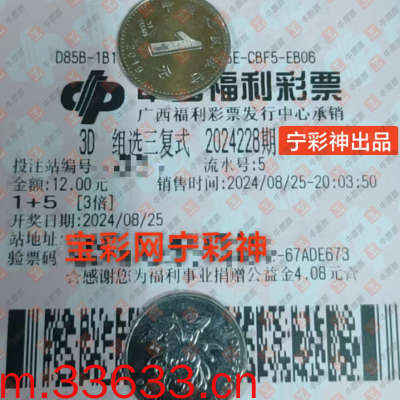 D85B-1B1 5E-CBF5-EB06
中国福利彩票
广西福利彩票发行中心承销
3D 组选三复式 2024228期
宁彩神出品
投注站编号 流水号:5
金额:12.00元 销售时间:2024/08/25-20:03:50
1+5 [3倍]
开奖日期:2024/08/25
站地址:
宝彩网宁彩神
验票码 -67ADE673
感谢您为福利事业捐赠公益金4.08元
m.33633.cn